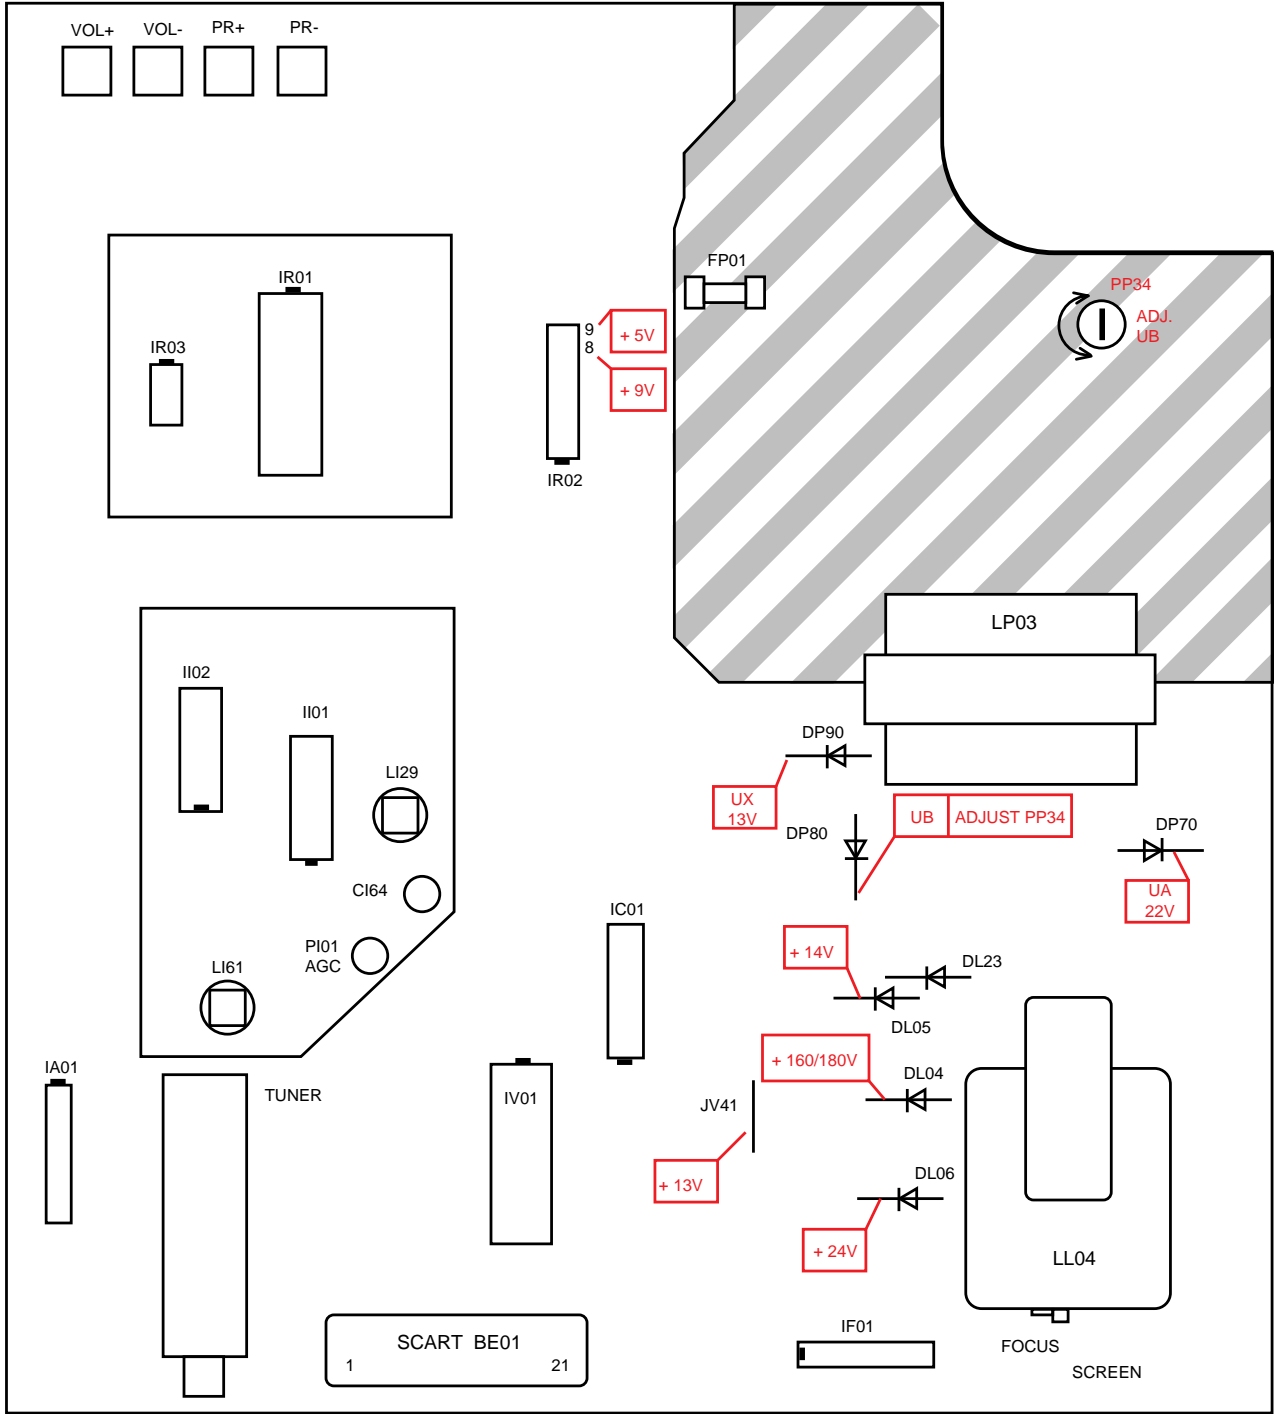 VOL+ VOL- PR+ PR-
FP01
PP34
ADJ.
UB
IR01
IR03
9
8
+ 5V
+ 9V
IR02
LP03
II02
II01
LI29
CI64
PI01
AGC
LI61
DP90
UX
13V
DP80
UB ADJUST PP34
DP70
UA
22V
IC01
+ 14V
DL23
DL05
+ 160/180V
DL04
JV41
+ 13V
DL06
+ 24V
LL04
IA01
TUNER
IV01
SCART BE01
1 21
IF01
FOCUS
SCREEN